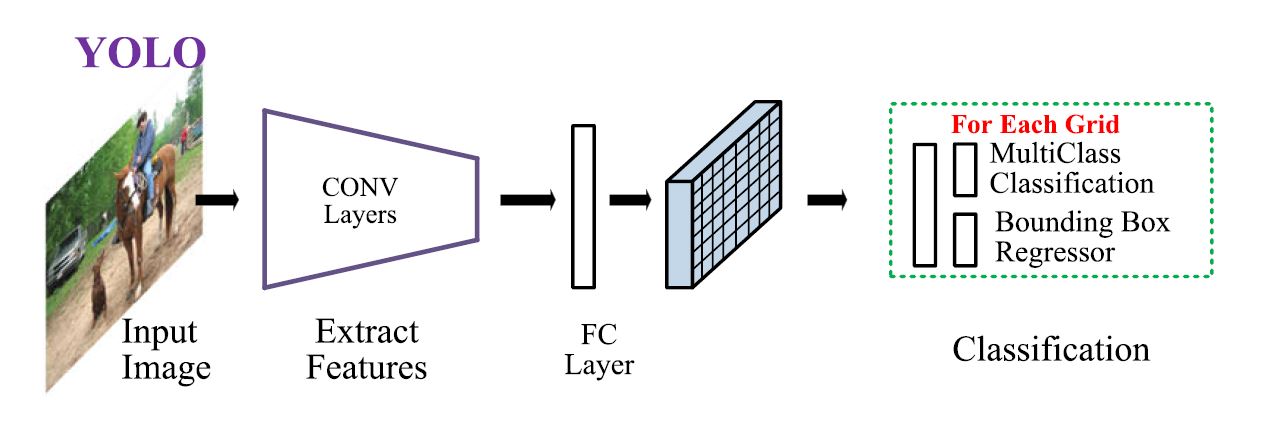 YOLO
CONV
Layers
For Each Grid
MultiClass
Classification
Bounding Box
Regressor
Input
Image
Extract
Features
FC
Layer
Classification